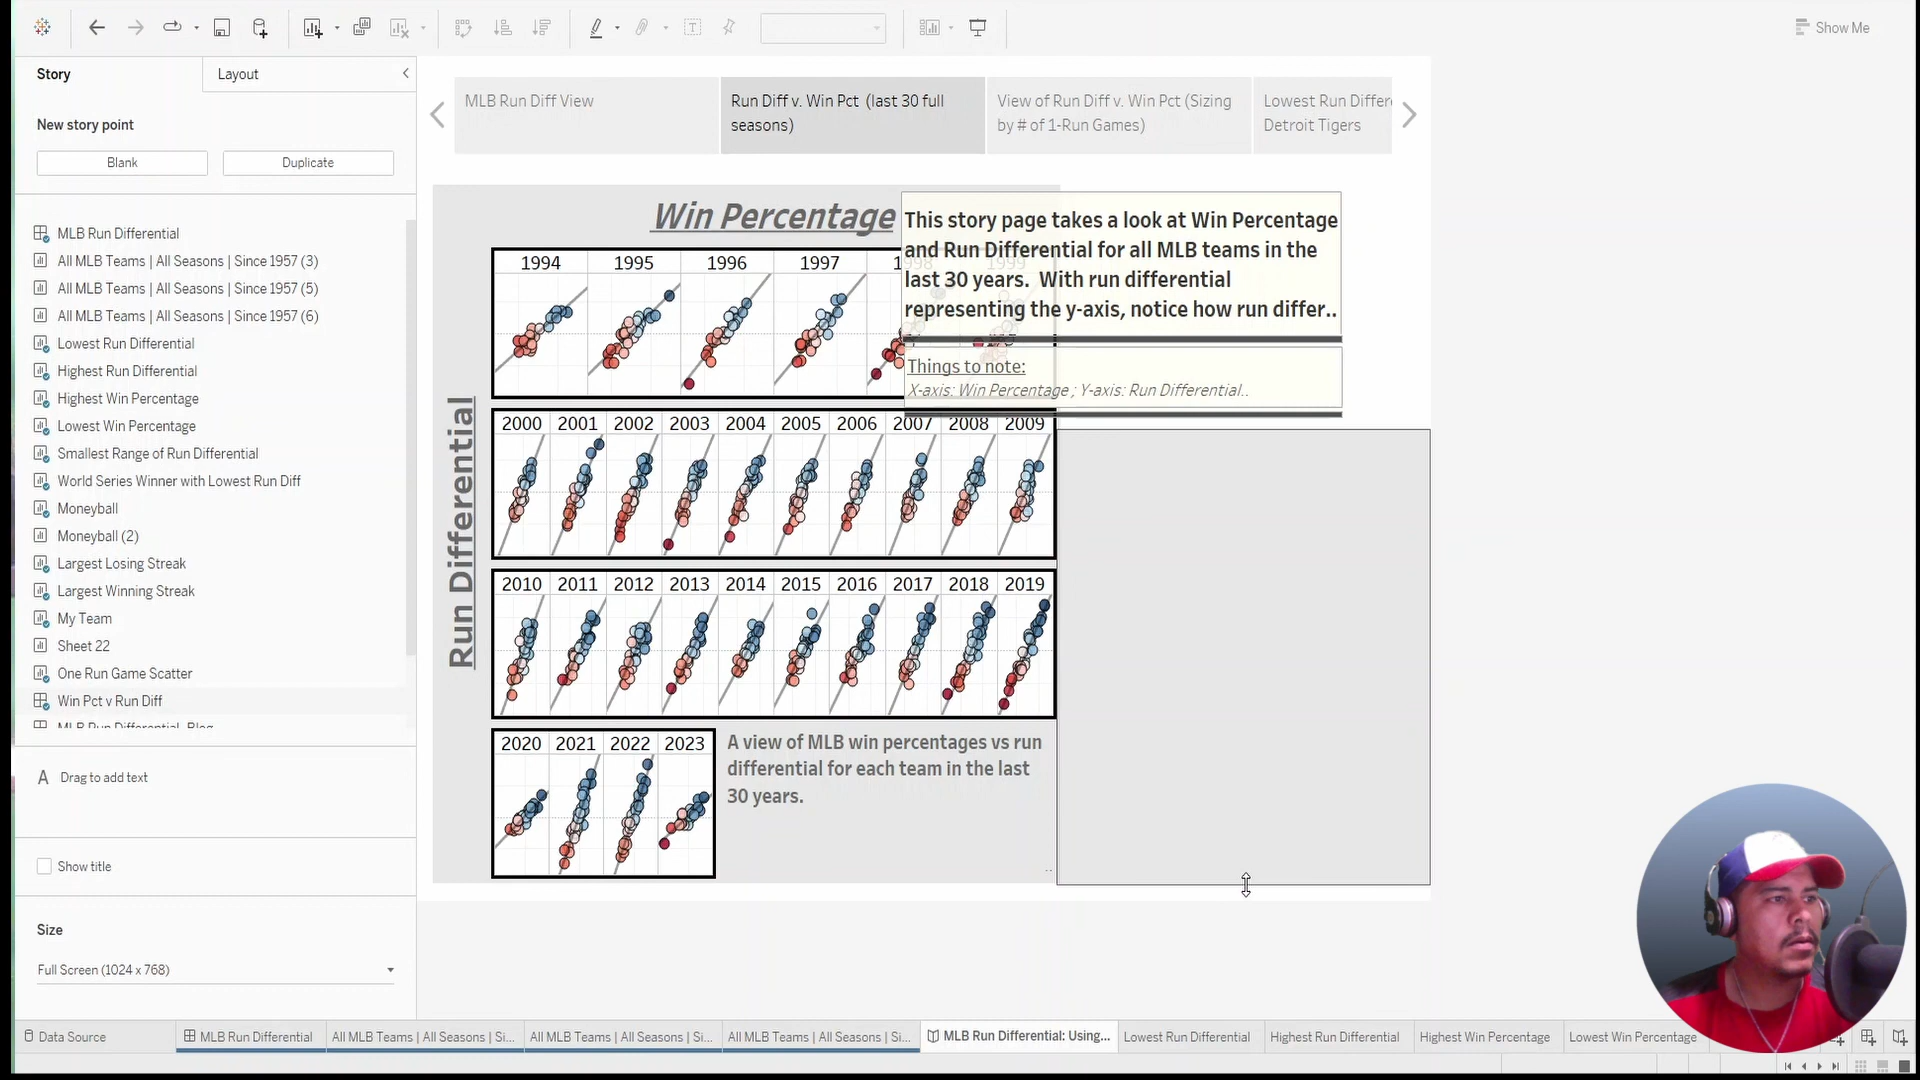 Show Me
Story
Layout
New story point
Blank
Duplicate
MLB Run Differential
All MLB Teams | All Seasons | Since 1957 (3)
All MLB Teams | All Seasons | Since 1957 (5)
All MLB Teams | All Seasons | Since 1957 (6)
Lowest Run Differential
Highest Run Differential
Highest Win Percentage
Lowest Win Percentage
Smallest Range of Run Differential
World Series Winner with Lowest Run Diff
Moneyball
Moneyball (2)
Largest Losing Streak
Largest Winning Streak
My Team
Sheet 22
One Run Game Scatter
Win Pct v Run Diff
MLB Run Differential_Blog
A Drag to add text
Show title
Size
Full Screen (1024 x 768)
MLB Run Diff View
Run Diff v. Win Pct (last 30 full
seasons)
View of Run Diff v. Win Pct (Sizing
by # of 1-Run Games)
Lowest Run Differe
Detroit Tigers
Win Percentage
Run Differential
This story page takes a look at Win Percentage
and Run Differential for all MLB teams in the
last 30 years. With run differential
representing the y-axis, notice how run differ..
Things to note:
X-axis: Win Percentage ; Y-axis: Run Differential..
1994 1995 1996 1997 1998 1999
2000 2001 2002 2003 2004 2005 2006 2007 2008 2009
2010 2011 2012 2013 2014 2015 2016 2017 2018 2019
2020 2021 2022 2023
A view of MLB win percentages vs run
differential for each team in the last
30 years.
..
Data Source
MLB Run Differential
All MLB Teams | All Seasons | Si...
All MLB Teams | All Seasons | Si...
All MLB Teams | All Seasons | Si...
MLB Run Differential: Using...
Lowest Run Differential
Highest Run Differential
Highest Win Percentage
Lowest Win Percentage